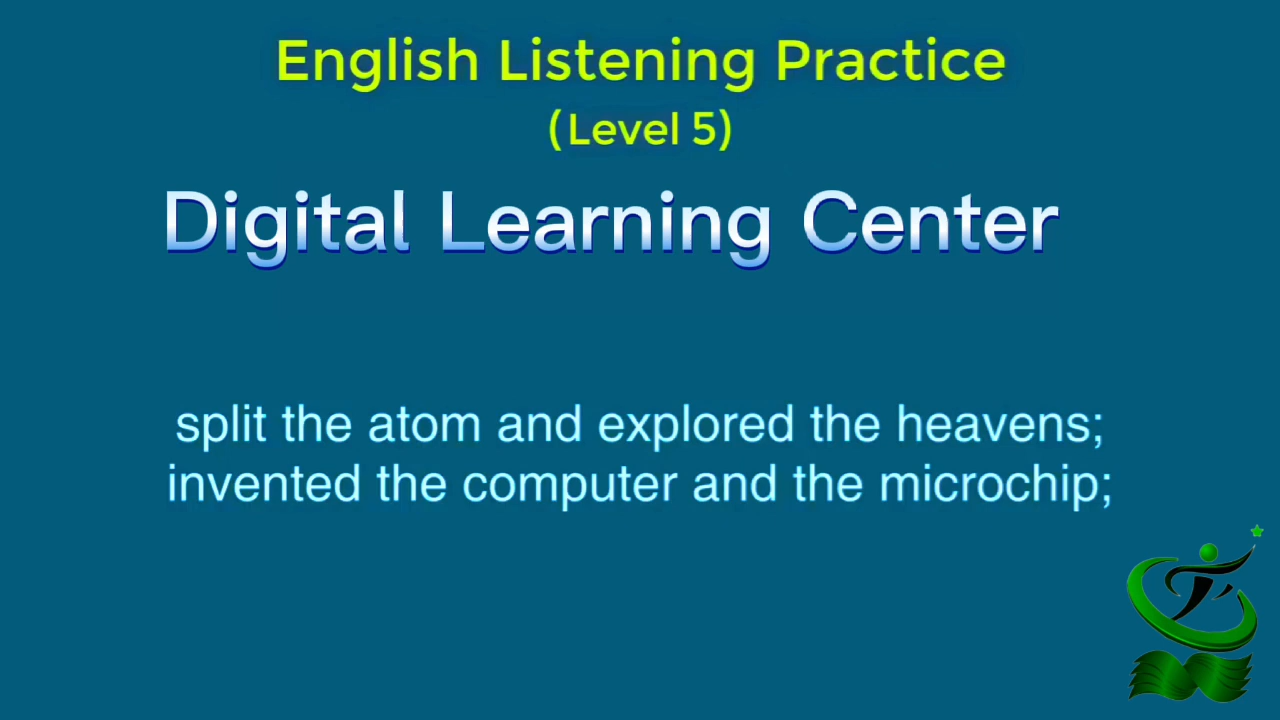 English Listening Practice
(Level 5)
Digital Learning Center
split the atom and explored the heavens;
invented the computer and the microchip;